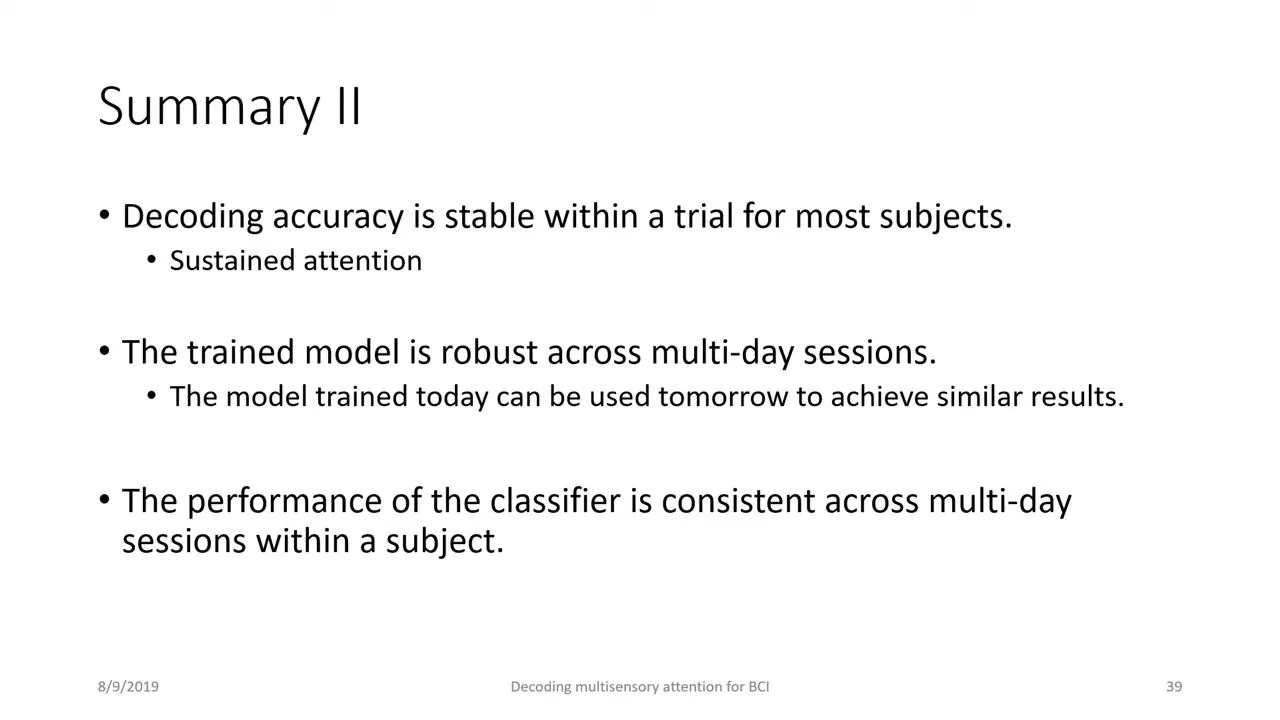 Summary II
• Decoding accuracy is stable within a trial for most subjects.
• Sustained attention
• The trained model is robust across multi-day sessions.
• The model trained today can be used tomorrow to achieve similar results.
• The performance of the classifier is consistent across multi-day
sessions within a subject.
8/9/2019 Decoding multisensory attention for BCI 39